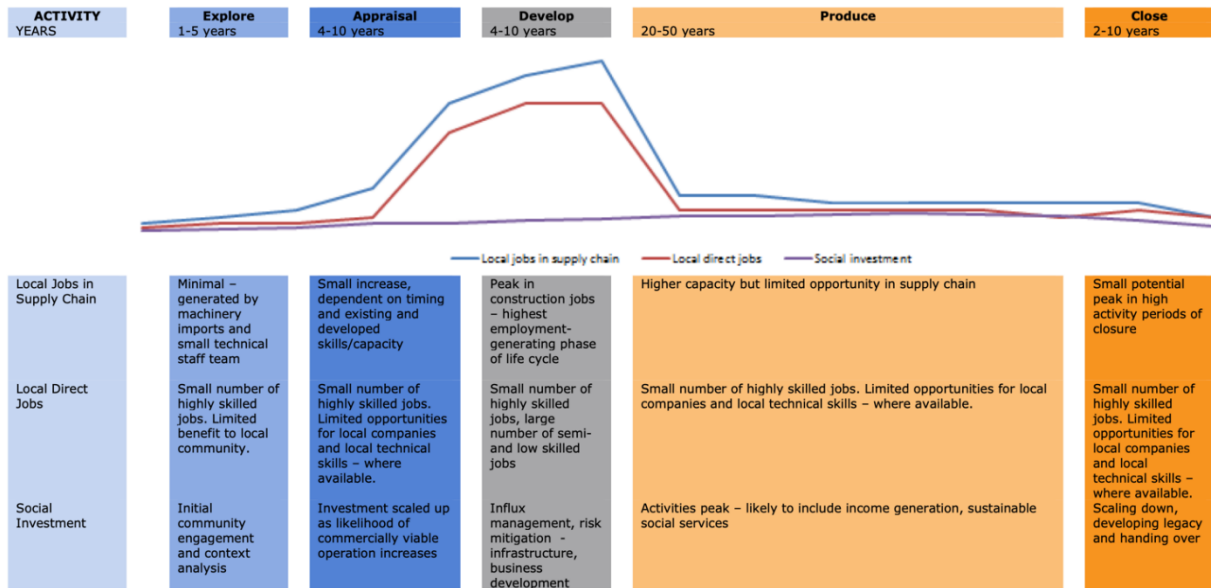 ACTIVITY
YEARS
Explore
1-5 years
Appraisal
4-10 years
Develop
4-10 years
Produce
20-50 years
Close
2-10 years
Local jobs in supply chain
Local direct jobs
Social investment
Local Jobs in
Supply Chain
Minimal –
generated by
machinery
imports and
small technical
staff team
Small increase,
dependent on timing
and existing and
developed
skills/capacity
Peak in
construction jobs
– highest
employment-
generating phase
of life cycle
Higher capacity but limited opportunity in supply chain
Small potential
peak in high
activity periods of
closure
Local Direct
Jobs
Small number of
highly skilled
jobs. Limited
benefit to local
community.
Small number of
highly skilled jobs.
Limited opportunities
for local companies
and local technical
skills – where
available.
Small number of
highly skilled
jobs, large
number of semi-
and low skilled
jobs
Small number of highly skilled jobs. Limited opportunities for local
companies and local technical skills – where available.
Small number of
highly skilled
jobs. Limited
opportunities for
local companies
and local
technical skills –
where available.
Social
Investment
Initial
community
engagement
and context
analysis
Investment scaled up
as likelihood of
commercially viable
operation increases
Influx
management, risk
mitigation -
infrastructure,
business
development
Activities peak – likely to include income generation, sustainable
social services
Scaling down,
developing legacy
and handing over